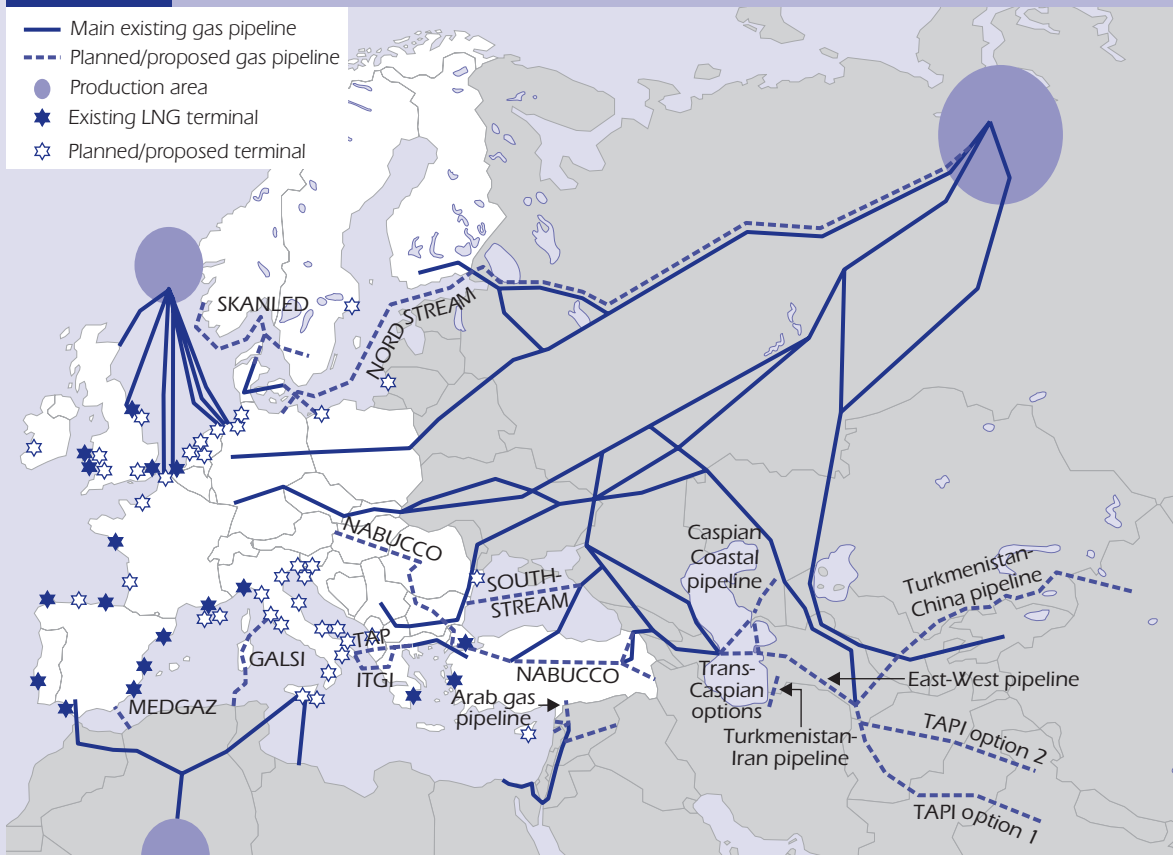 Main existing gas pipeline
Planned/proposed gas pipeline
Production area
Existing LNG terminal
Planned/proposed terminal
SKANLED
NORD STREAM
NABUCCO
Caspian
Coastal
pipeline
SOUTH-
STREAM
Turkmenistan-
China pipeline
TAP
ITGI
GALSI
MEDGAZ
NABUCCO
Arab gas
pipeline
Trans-
Caspian
options
East-West pipeline
Turkmenistan-
Iran pipeline
TAPI option 2
TAPI option 1